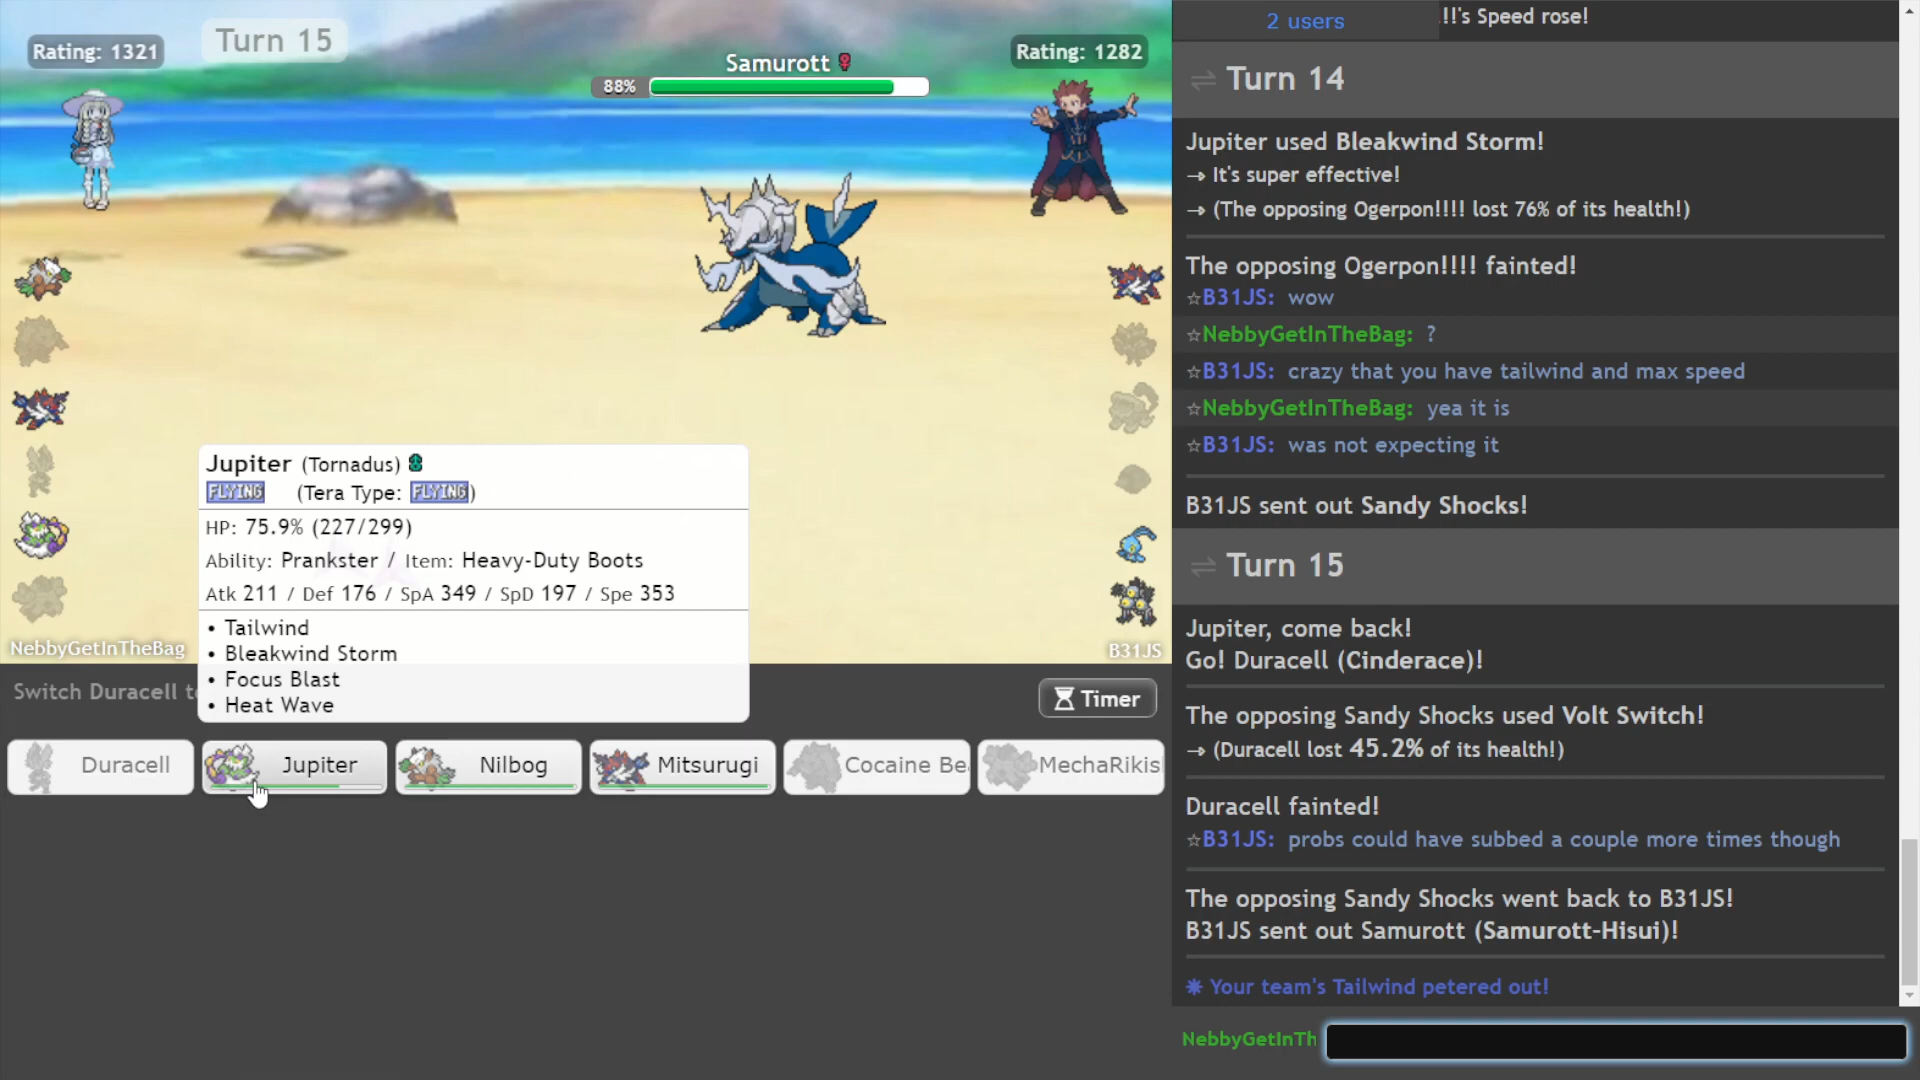 Rating: 1321
Turn 15
Samurott
88%
Rating: 1282
NebbyGetInTheBag
B31JS
Jupiter (Tornadus)
FLYING (Tera Type: FLYING)
HP: 75.9% (227/299)
Ability: Prankster / Item: Heavy-Duty Boots
Atk 211 / Def 176 / SpA 349 / SpD 197 / Spe 353
• Tailwind
• Bleakwind Storm
• Focus Blast
• Heat Wave
Switch Duracell t
Timer
Duracell
Jupiter
Nilbog
Mitsurugi
Cocaine Be
MechaRikis
2 users
!!'s Speed rose!
Turn 14
Jupiter used Bleakwind Storm!
→ It's super effective!
→ (The opposing Ogerpon!!!! lost 76% of its health!)
The opposing Ogerpon!!!! fainted!
☆B31JS: wow
☆NebbyGetInTheBag: ?
☆B31JS: crazy that you have tailwind and max speed
☆NebbyGetInTheBag: yea it is
☆B31JS: was not expecting it
B31JS sent out Sandy Shocks!
Turn 15
Jupiter, come back!
Go! Duracell (Cinderace)!
The opposing Sandy Shocks used Volt Switch!
→ (Duracell lost 45.2% of its health!)
Duracell fainted!
☆B31JS: probs could have subbed a couple more times though
The opposing Sandy Shocks went back to B31JS!
B31JS sent out Samurott (Samurott-Hisui)!
Your team's Tailwind petered out!
NebbyGetInTh